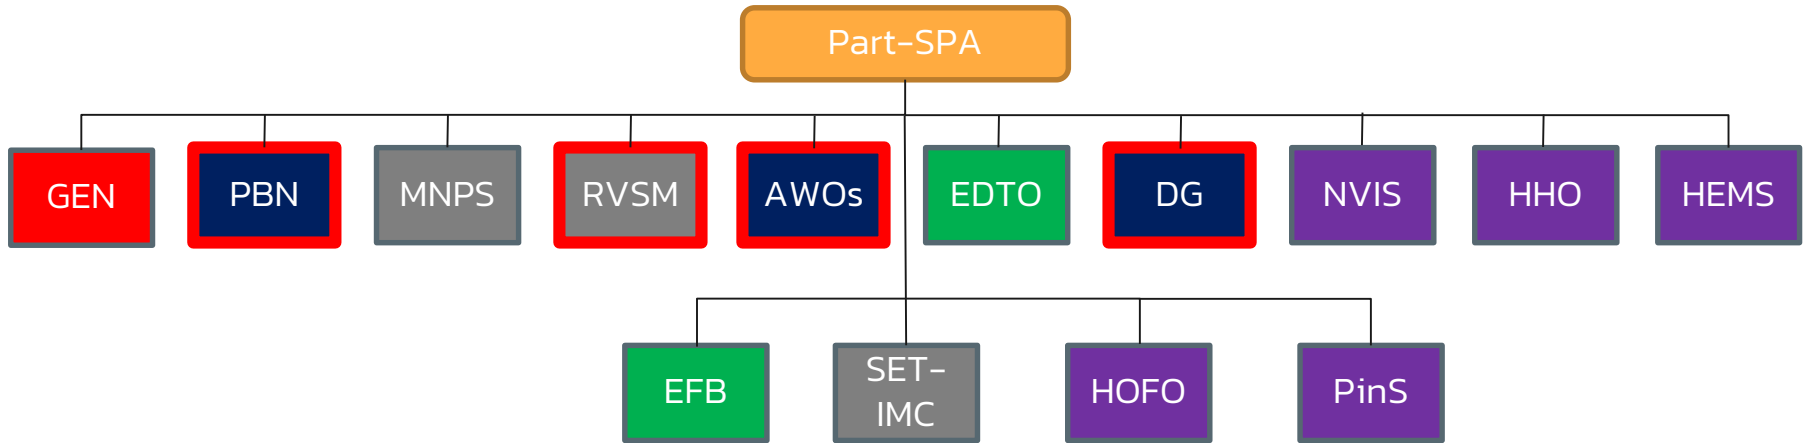 Part-SPA
GEN
PBN
MNPS
RVSM
AWOs
EDTO
DG
NVIS
HHO
HEMS
EFB
SET-
IMC
HOFO
PinS